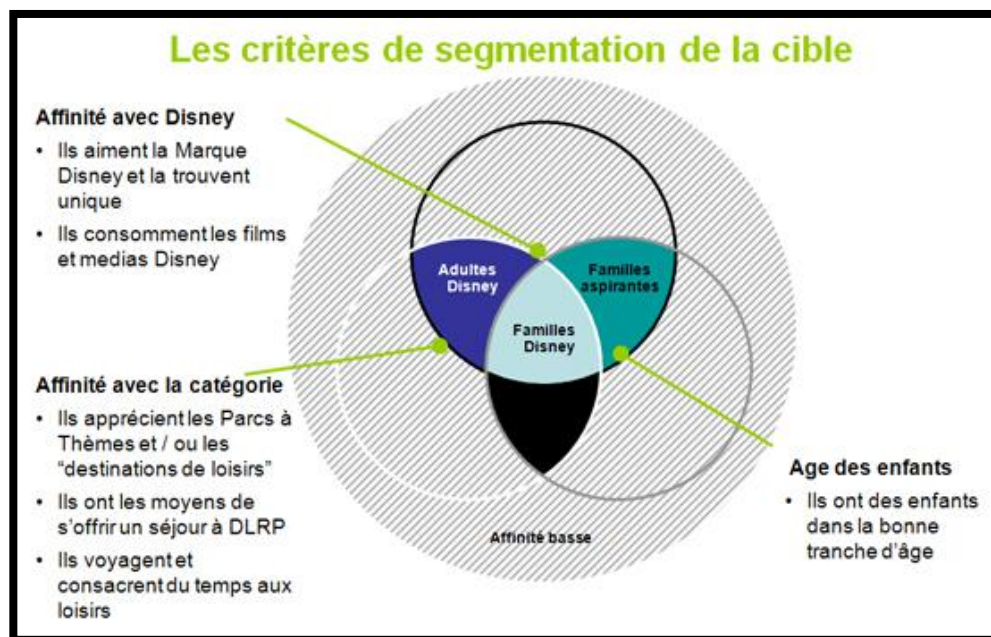 Les critères de segmentation de la cible
Affinité avec Disney
• Ils aiment la Marque
Disney et la trouvent
unique
• Ils consomment les films
et medias Disney
Adultes
Disney
Familles
aspirantes
Familles
Disney
Affinité avec la catégorie
• Ils apprécient les Parcs à
Thèmes et / ou les
“destinations de loisirs”
• Ils ont les moyens de
s’offrir un séjour à DLRP
• Ils voyagent et
consacrent du temps aux
loisirs
Affinité basse
Age des enfants
• Ils ont des enfants
dans la bonne
tranche d’âge